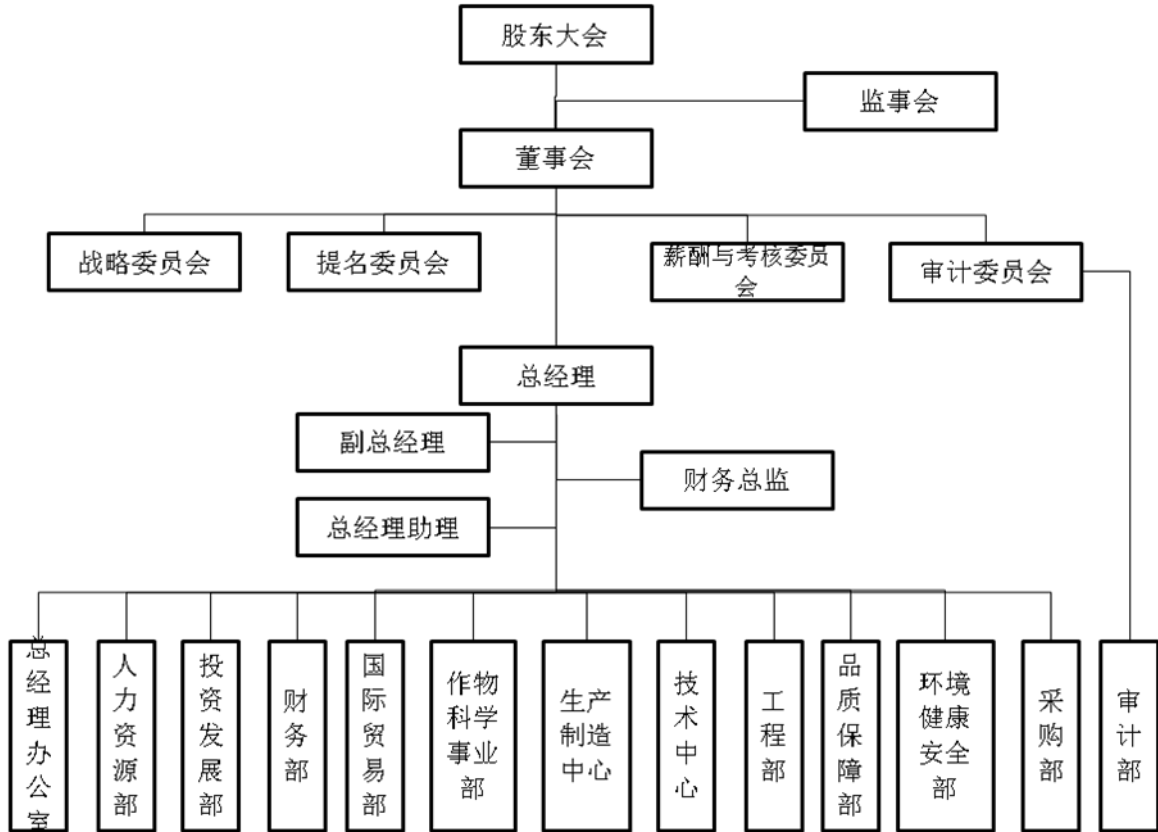 股东大会
监事会
董事会
战略委员会
提名委员会
薪酬与考核委员
会
审计委员会
总经理
副总经理
财务总监
总经理助理
总经理办公室
人力资源部
投资发展部
财务部
国际贸易部
作物
科学
事业
部
生产
制造
中心
技术中心
工程部
品质保障部
环境
健康
安全
部
采购部
审计部